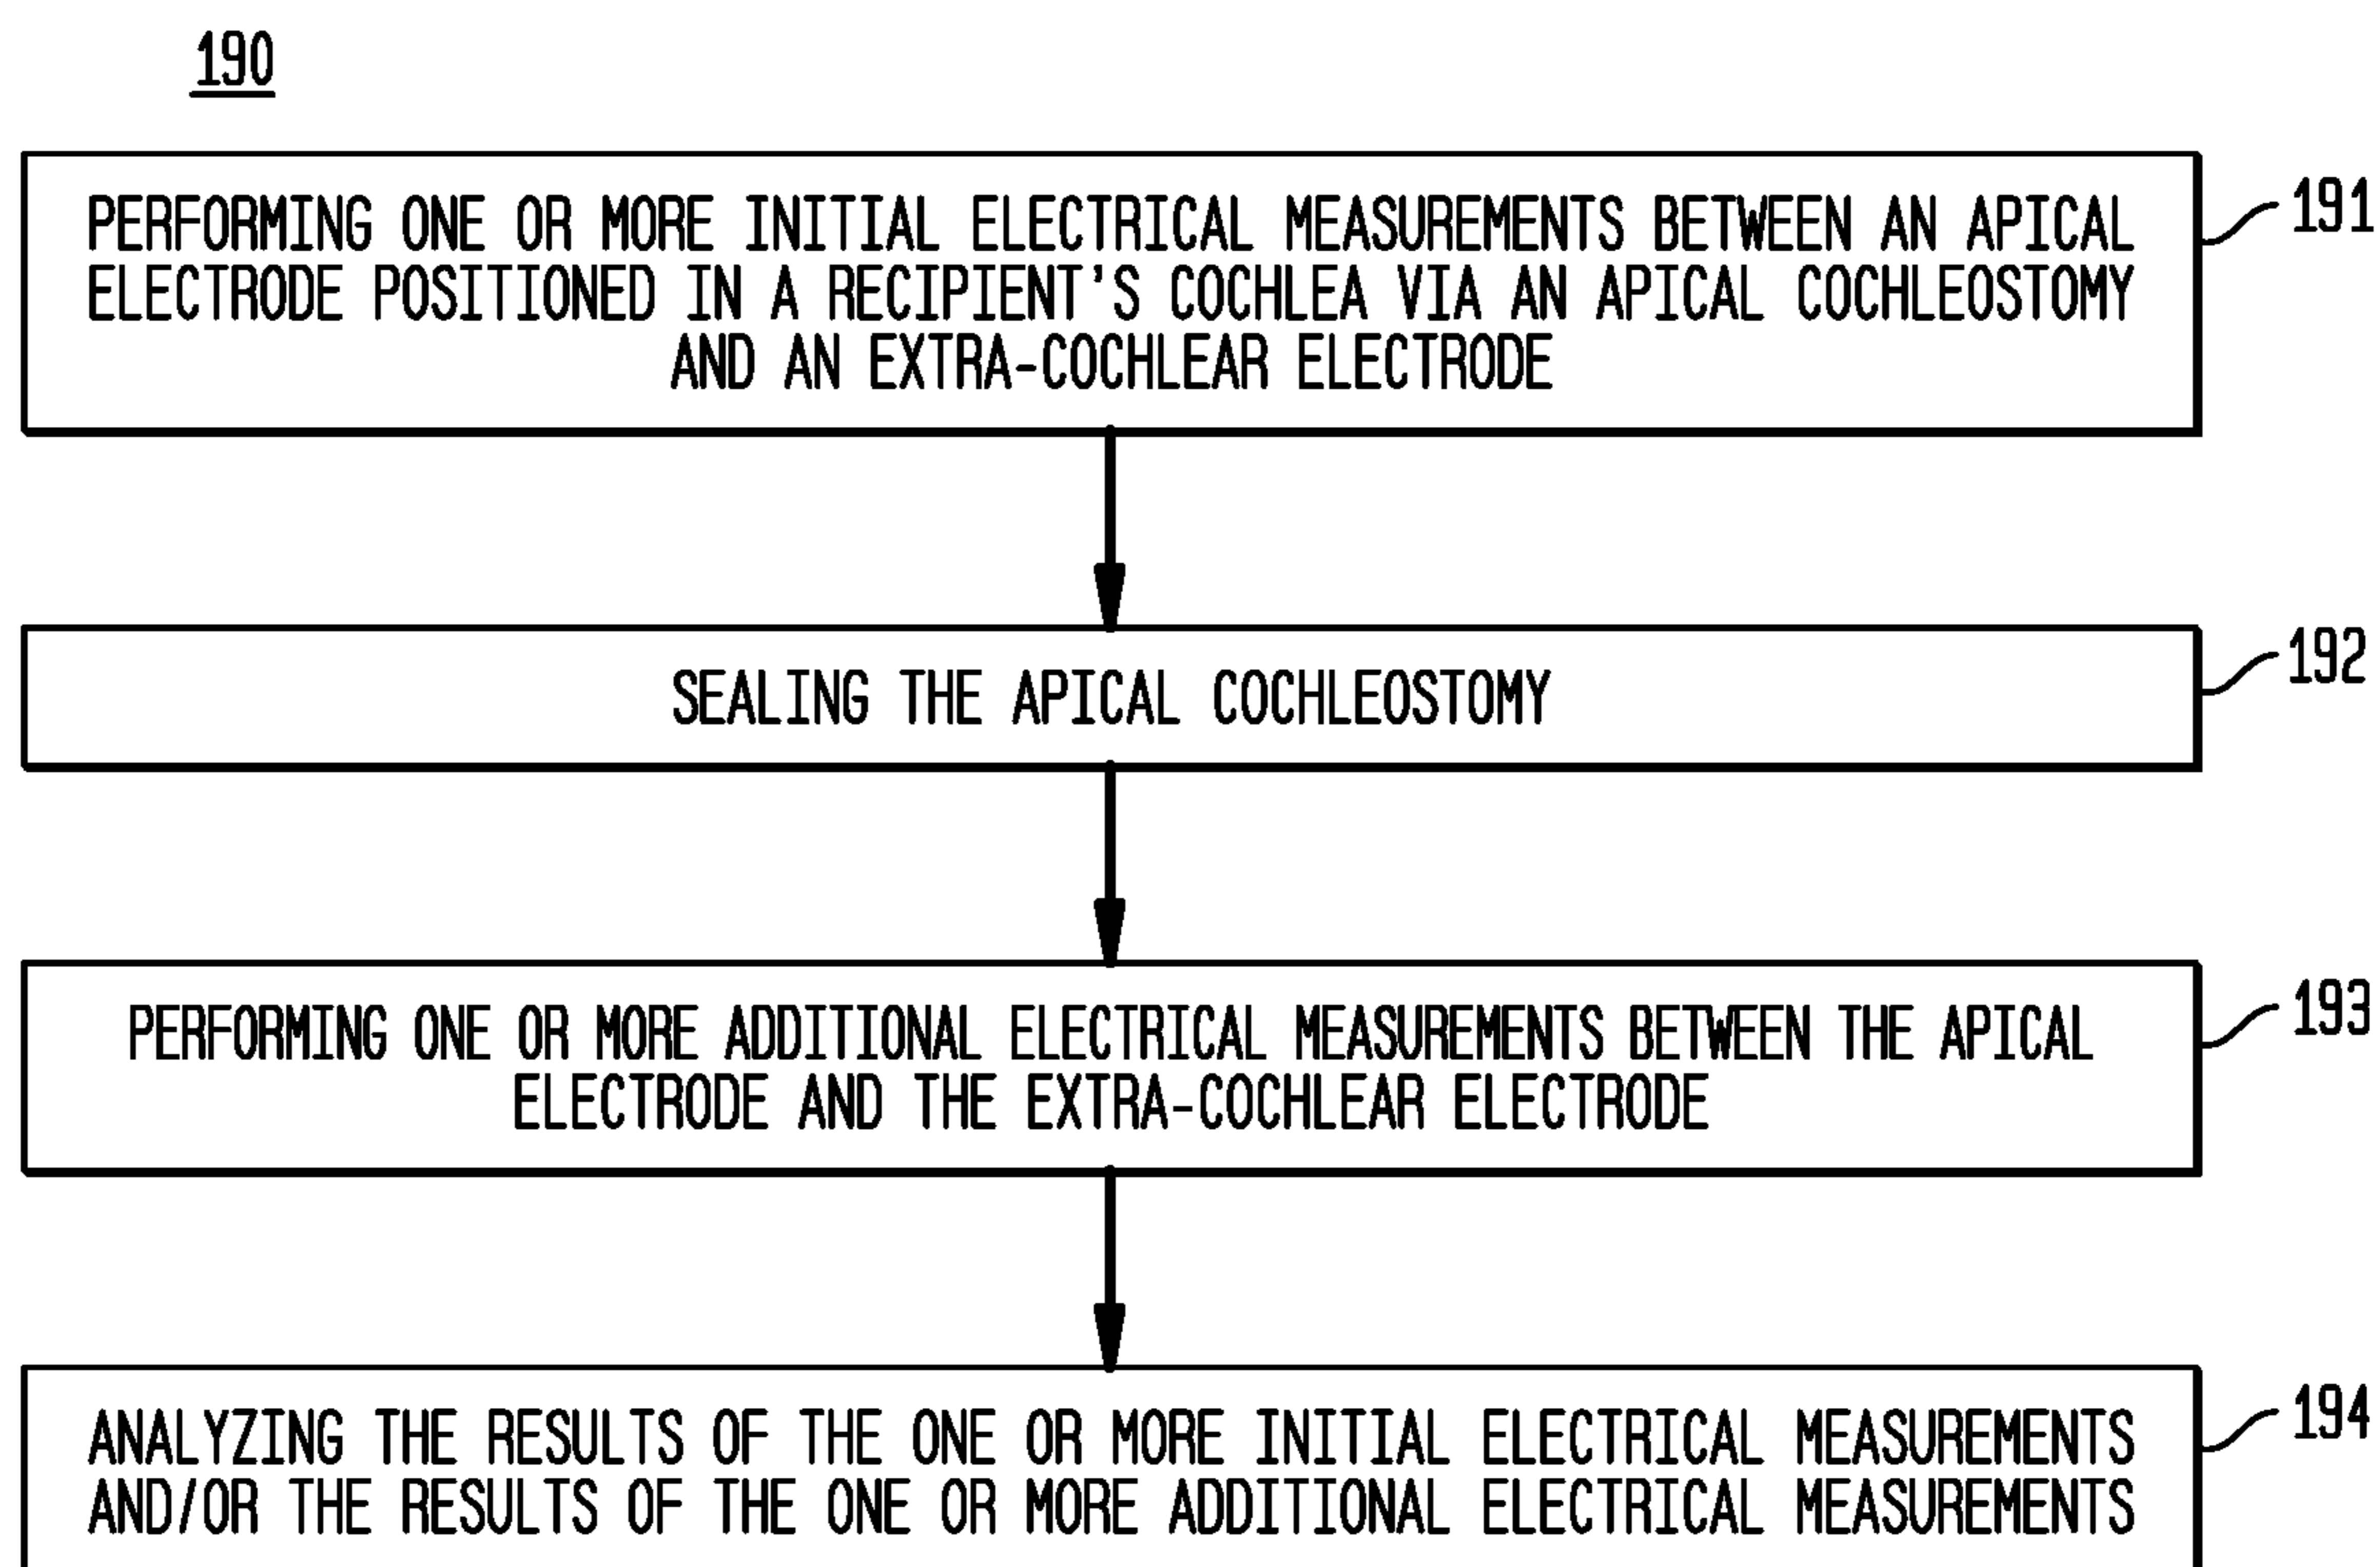 190
PERFORMING ONE OR MORE INITIAL ELECTRICAL MEASUREMENTS BETWEEN AN APICAL
ELECTRODE POSITIONED IN A RECIPIENT'S COCHLEA VIA AN APICAL COCHLEOSTOMY
AND AN EXTRA-COCHLEAR ELECTRODE
191
SEALING THE APICAL COCHLEOSTOMY
192
PERFORMING ONE OR MORE ADDITIONAL ELECTRICAL MEASUREMENTS BETWEEN THE APICAL
ELECTRODE AND THE EXTRA-COCHLEAR ELECTRODE
193
ANALYZING THE RESULTS OF THE ONE OR MORE INITIAL ELECTRICAL MEASUREMENTS
AND/OR THE RESULTS OF THE ONE OR MORE ADDITIONAL ELECTRICAL MEASUREMENTS
194